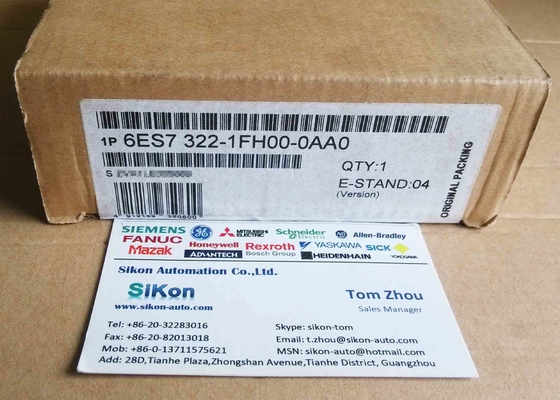 1P 6ES7 322-1FH00-0AA0
S
QTY:1
E-STAND:04
(Version)
ORIGINAL PACKING
SIEMENS GE MITSUBISHI ELECTRIC Schneider Electric AB Allen-Bradley
FANUC Honeywell Rexroth Bosch Group YASKAWA SICK
Mazak ADVANTECH HEIDENHAIN YOKOGAWA
Sikon Automation Co.,Ltd.
SiKon
www.sikon-auto.com
Tom Zhou
Sales Manager
Tel: +86-20-32283016
Fax: +86-20-82013018
Mob: +86-0-13711575621
Skype: sikon-tom
Email: t.zhou@sikon-auto.com
MSN: sikon-auto@hotmail.com
Add: 28D,Tianhe Plaza,Zhongshan Avenue,Tianhe District, Guangzhou